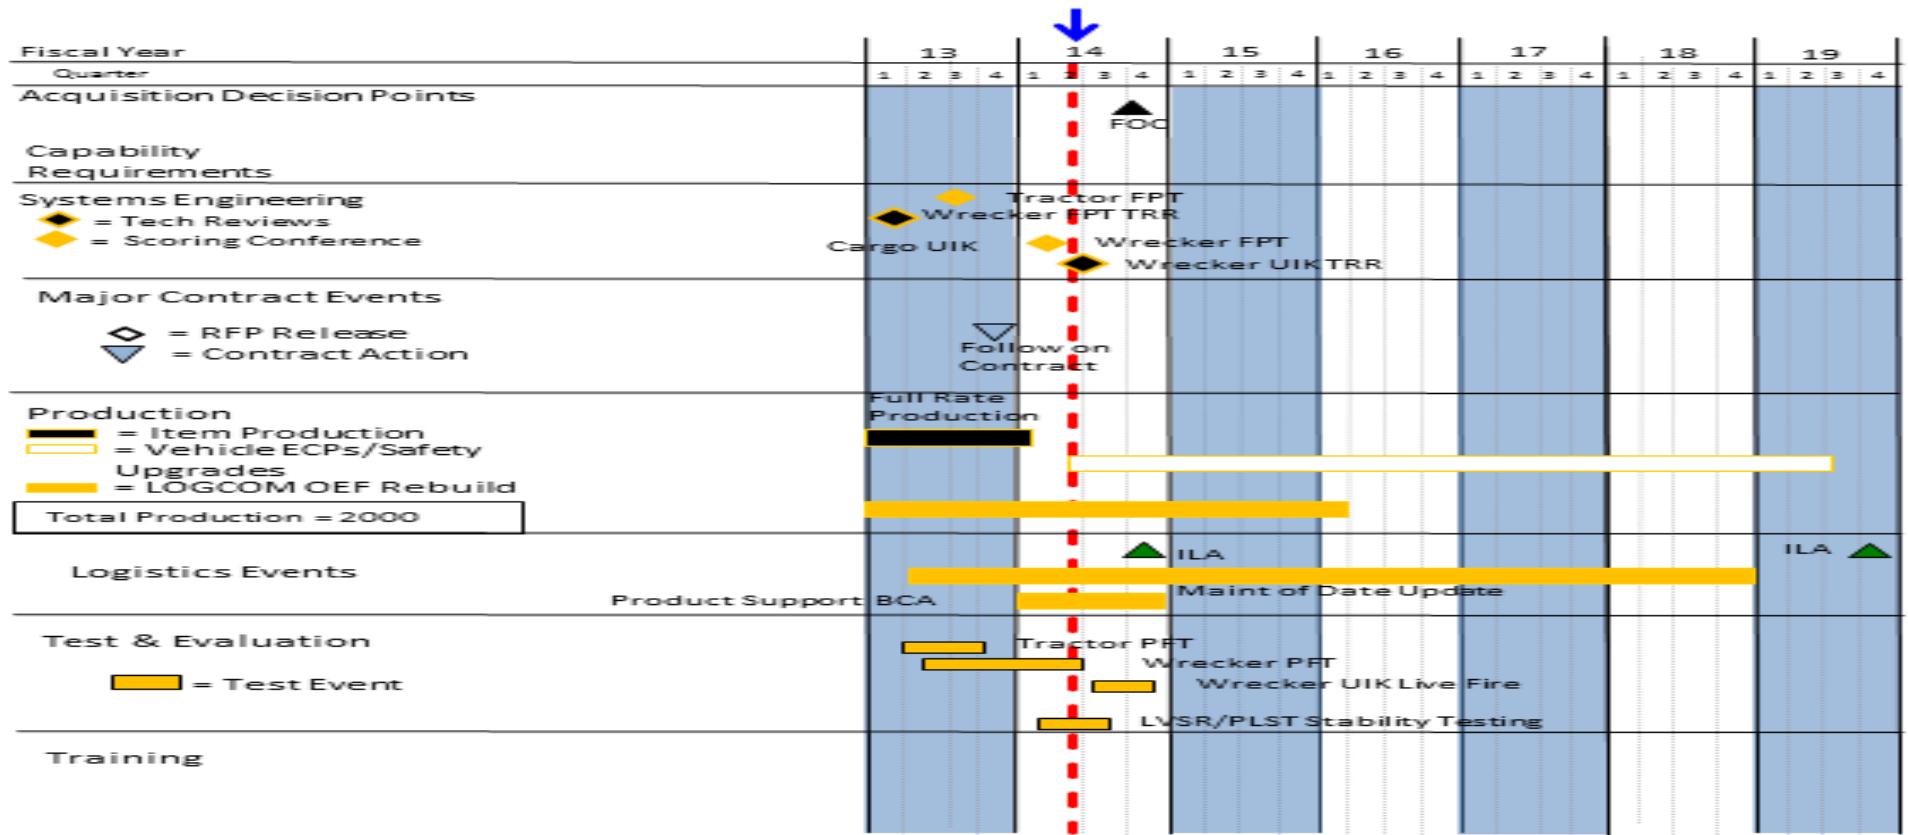 Fiscal Year 13 14 15 16 17 18 19
Quarter 1 2 3 4 1 2 3 4 1 2 3 4 1 2 3 4 1 2 3 4 1 2 3 4 1 2 3 4
Acquisition Decision Points
FOC
Capability
Requirements
Systems Engineering
Tractor FPT
= Tech Reviews
Wrecker FPT TRR
= Scoring Conference
Cargo UIK
Wrecker FPT
Wrecker UIK TRR
Major Contract Events
= RFP Release
= Contract Action
Follow on
Contract
Full Rate
Production
Production
= Item Production
= Vehicle ECPs/Safety
Upgrades
= LOGCOM OEF Rebuild
Total Production = 2000
ILA
ILA
Logistics Events
Maint of Date Update
Product Support BCA
Test & Evaluation
Tractor PFT
Wrecker PFT
= Test Event
Wrecker UIK Live Fire
LVSR/PLST Stability Testing
Training